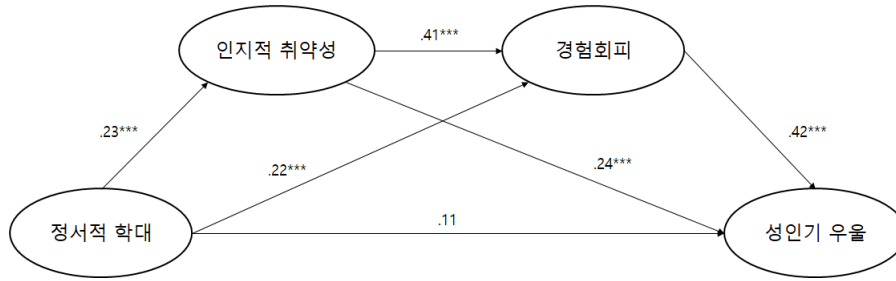 인지적 취약성
.41***
경험회피
.23***
.22***
.24***
.42***
정서적 학대
.11
성인기 우울